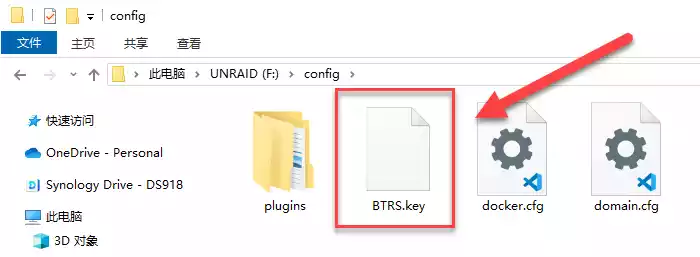 config
文件 主页 共享 查看
此电脑 > UNRAID (F:) > config >
快速访问
OneDrive - Personal
Synology Drive - DS918
此电脑
3D 对象
plugins BTRS.key docker.cfg domain.cfg